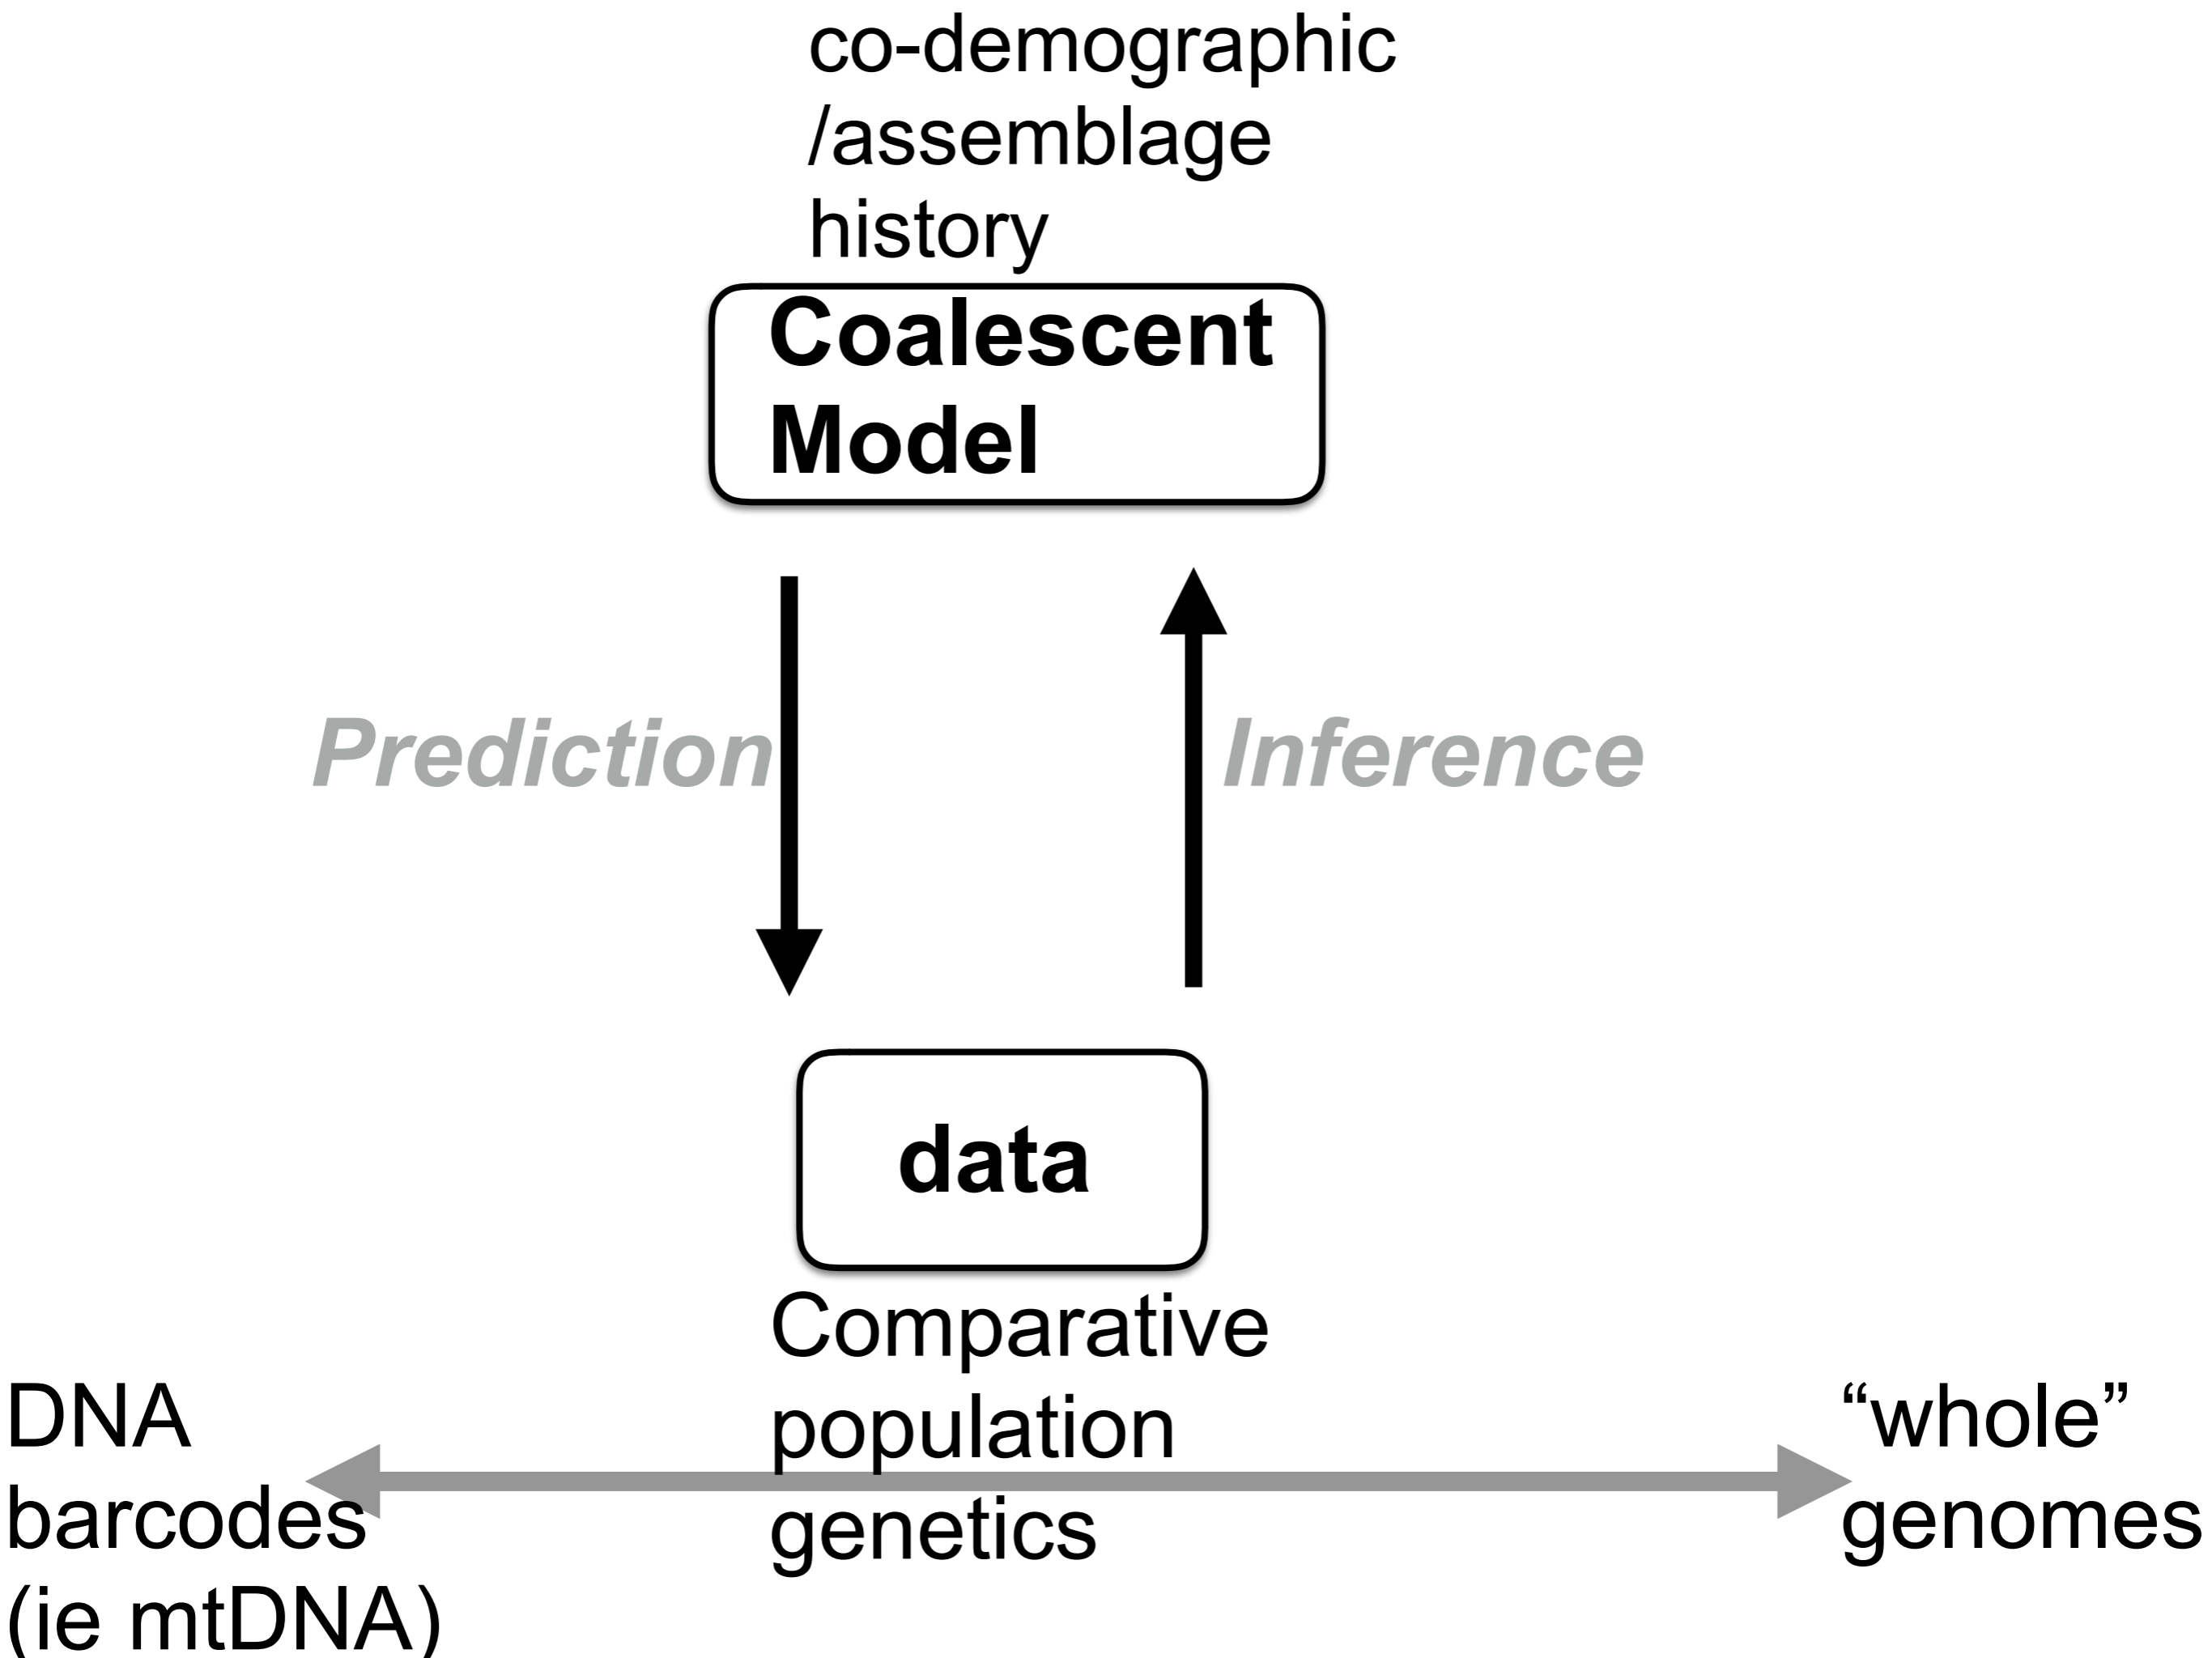 co-demographic
/assemblage
history
Coalescent
Model
Prediction
Inference
data
Comparative
population
genetics
DNA
barcodes
(ie mtDNA)
“whole”
genomes